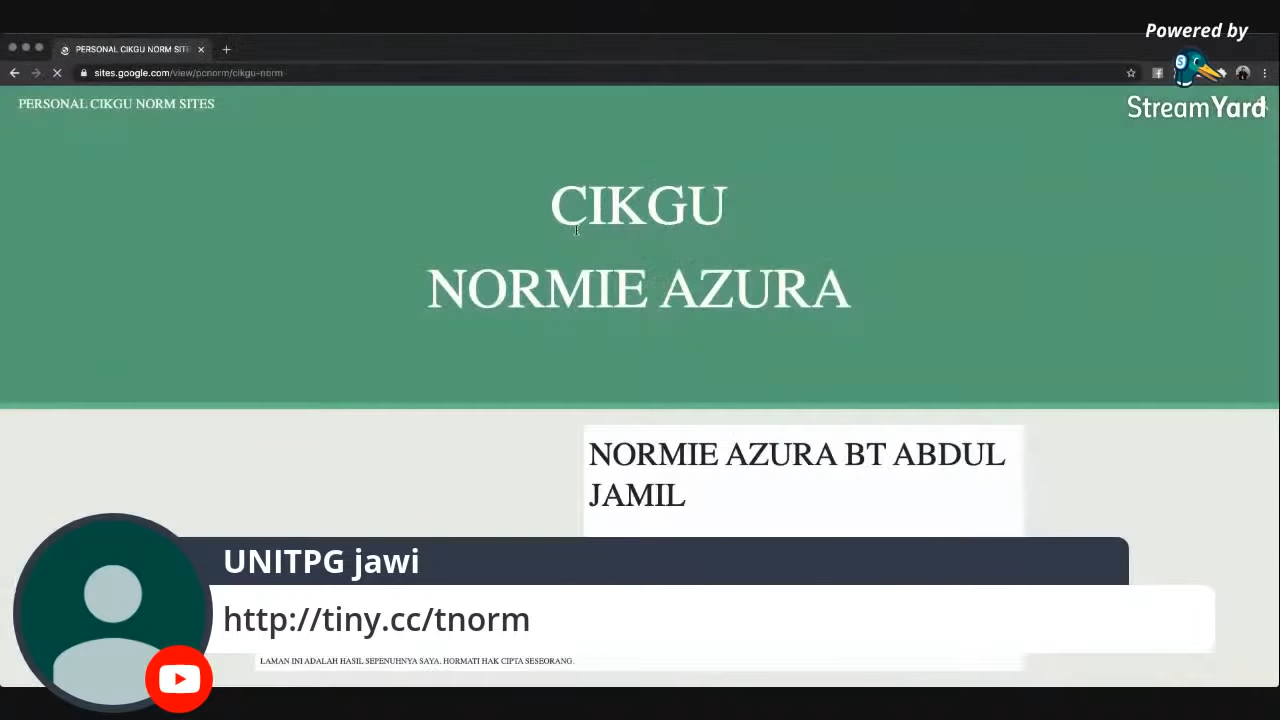 Powered by
PERSONAL CIKGU NORM SITE
sites.google.com/view/pcnorm/cikgu-norm
StreamYard
PERSONAL CIKGU NORM SITES
CIKGU
NORMIE AZURA
NORMIE AZURA BT ABDUL
JAMIL
UNITPG jawi
http://tiny.cc/tnorm
LAMAN INI ADALAH HASIL SEPENUHNYA SAYA. HORMATI HAK CIPTA SESEORANG.